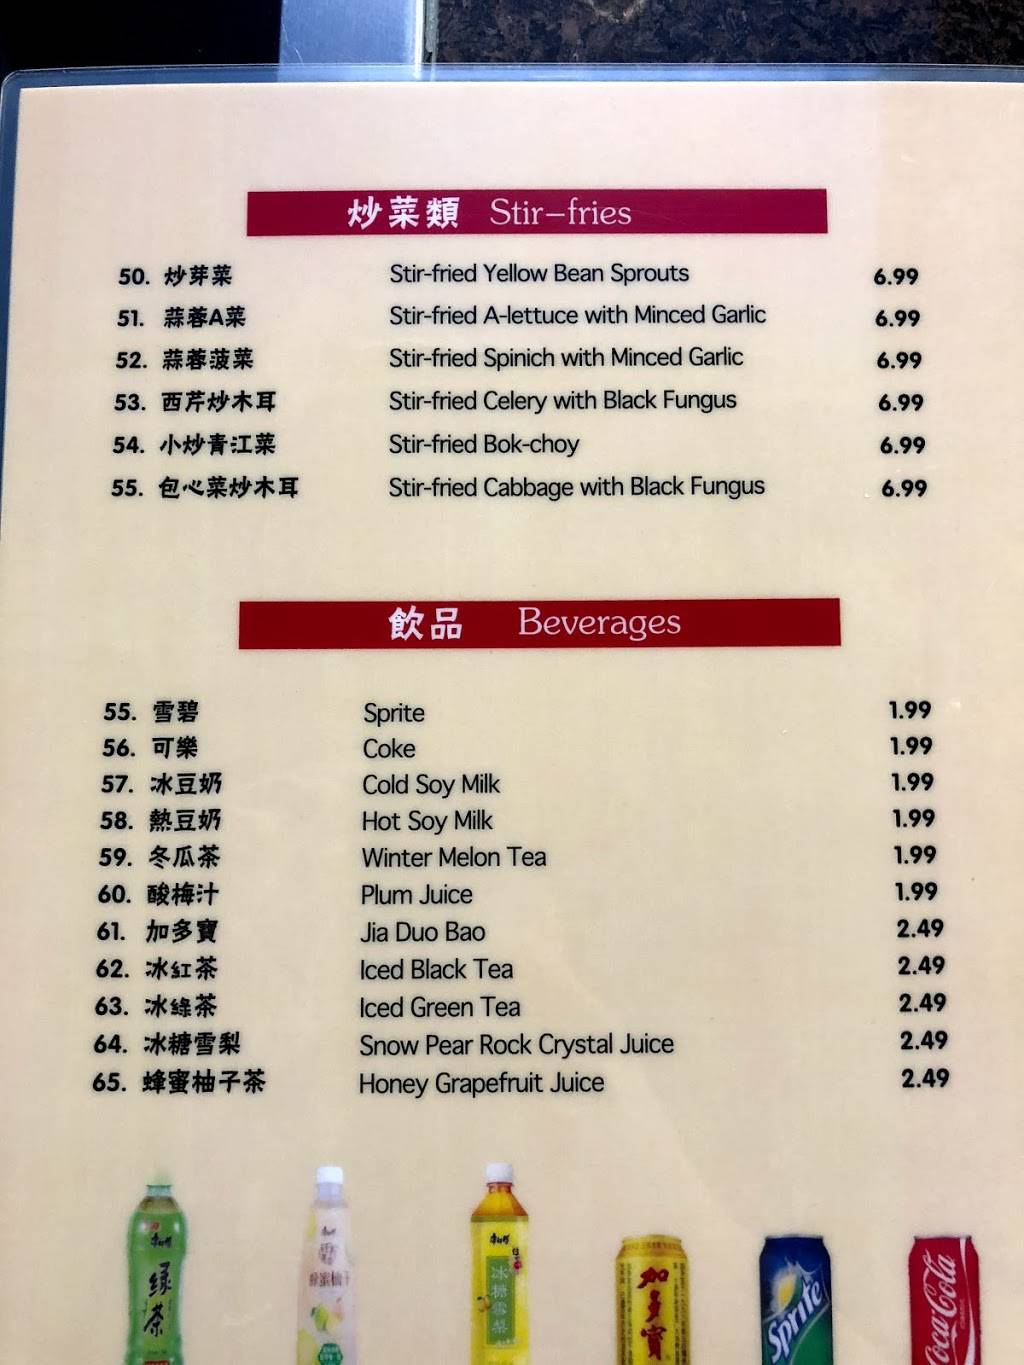 炒菜類 Stir-fries
50. 炒芽菜 Stir-fried Yellow Bean Sprouts 6.99
51. 蒜蓉A菜 Stir-fried A-lettuce with Minced Garlic 6.99
52. 蒜蓉菠菜 Stir-fried Spinich with Minced Garlic 6.99
53. 西芹炒木耳 Stir-fried Celery with Black Fungus 6.99
54. 小炒青江菜 Stir-fried Bok-choy 6.99
55. 包心菜炒木耳 Stir-fried Cabbage with Black Fungus 6.99
飲品 Beverages
55. 雪碧 Sprite 1.99
56. 可樂 Coke 1.99
57. 冰豆奶 Cold Soy Milk 1.99
58. 熱豆奶 Hot Soy Milk 1.99
59. 冬瓜茶 Winter Melon Tea 1.99
60. 酸梅汁 Plum Juice 1.99
61. 加多寶 Jia Duo Bao 2.49
62. 冰紅茶 Iced Black Tea 2.49
63. 冰綠茶 Iced Green Tea 2.49
64. 冰糖雪梨 Snow Pear Rock Crystal Juice 2.49
65. 蜂蜜柚子茶 Honey Grapefruit Juice 2.49
康師傅 绿茶
康師傅 冰糖雪梨
加多寶
Sprite
Coca-Cola